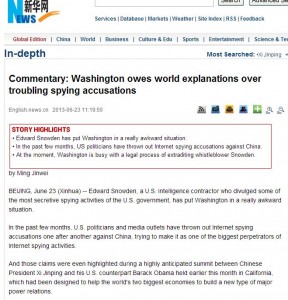 新华网
NEWS
Search
Advanced Se
Business | Markets | Weather | Site Index | RSS | Feedback
Global Edition | China | World | Business | Culture & Edu | Sports | Entertainment
In-depth
Most Searched: Xi Jinping
Commentary: Washington owes world explanations over
troubling spying accusations
English.news.cn 2013-06-23 11:10:50
STORY HIGHLIGHTS
• Edward Snowden has put Washington in a really awkward situation.
• In the past few months, US politicians have thrown out Internet spying accusations against China.
• At the moment, Washington is busy with a legal process of extraditing whistleblower Snowden.
by Ming Jinwei
BEIJING, June 23 (Xinhua) -- Edward Snowden, a U.S. intelligence contractor who divulged some of
the most secretive spying activities of the U.S. government, has put Washington in a really
awkward situation.
In the past few months, U.S. politicians and media outlets have thrown out Internet spying
accusations one after another against China, trying to make it as one of the biggest perpetrators of
Internet spying activities.
And those claims were even highlighted during a highly anticipated summit between Chinese
President Xi Jinping and his U.S. counterpart Barack Obama held earlier this month in California,
which had been designed to help the world's two biggest economies to build a new type of major
power relations.